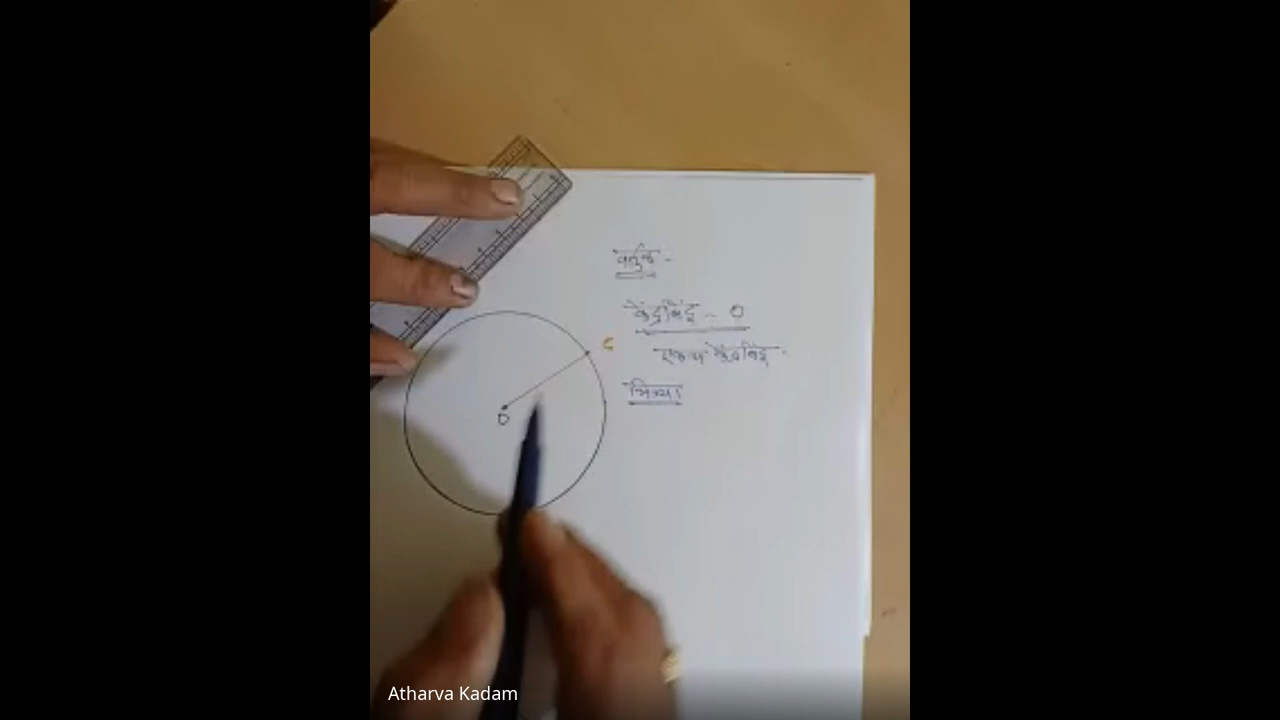 वर्तुळ -
केंद्रबिंदू - O
एकच केंद्रबिंदू.
त्रिज्या
C
O
Atharva Kadam